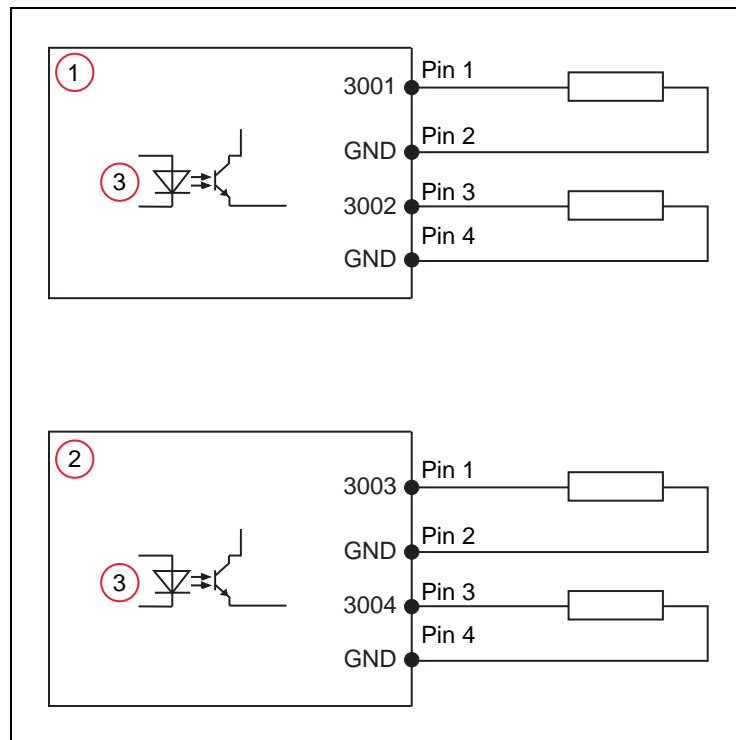 1
3001 Pin 1
GND Pin 2
3
3002 Pin 3
GND Pin 4
2
3003 Pin 1
GND Pin 2
3
3004 Pin 3
GND Pin 4